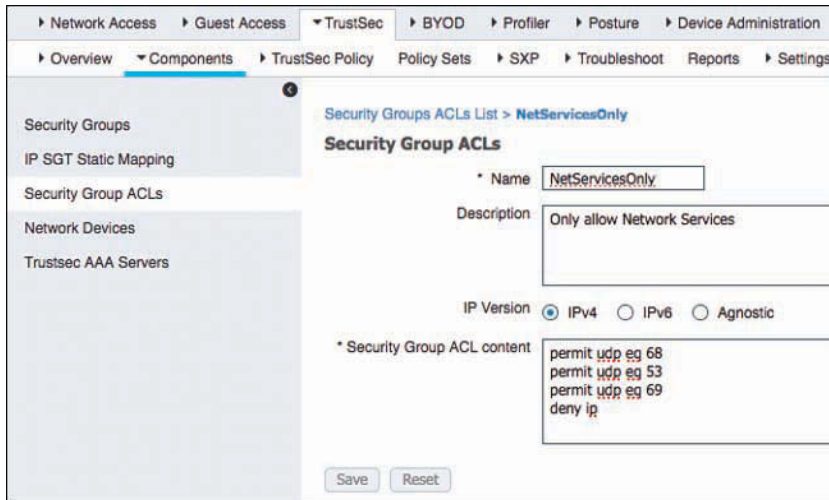 Network Access Guest Access TrustSec BYOD Profiler Posture Device Administration
Overview Components TrustSec Policy Policy Sets SXP Troubleshoot Reports Settings
Security Groups
IP SGT Static Mapping
Security Group ACLs
Network Devices
Trustsec AAA Servers
Security Groups ACLs List > NetServicesOnly
Security Group ACLs
* Name NetServicesOnly
Description Only allow Network Services
IP Version IPv4 IPv6 Agnostic
* Security Group ACL content permit udp eq 68
permit udp eq 53
permit udp eq 69
deny ip
Save Reset